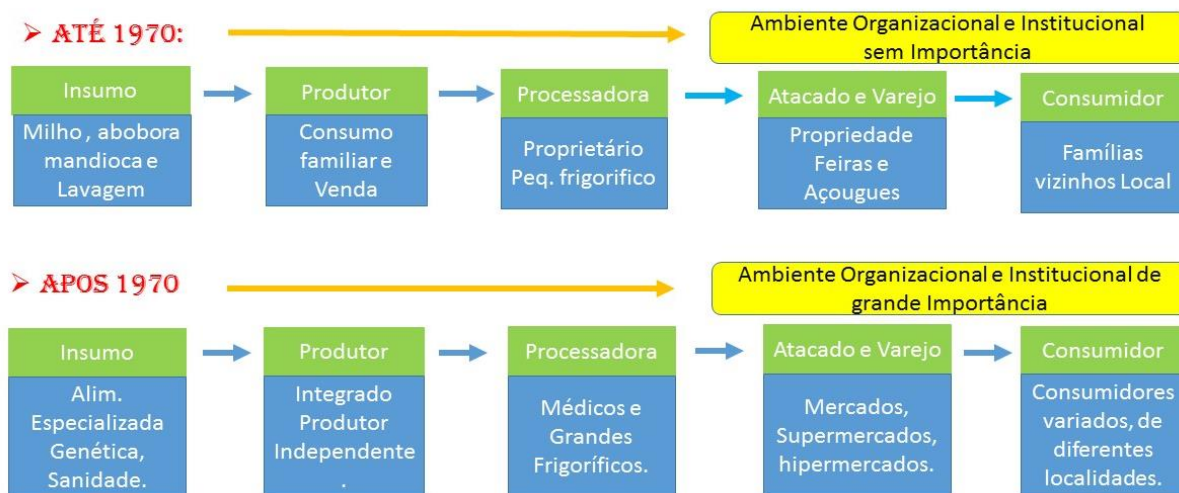 ➢ ATÉ 1970:
Ambiente Organizacional e Institucional
sem Importância
Insumo
Milho , abobora
mandioca e
Lavagem
Produtor
Consumo
familiar e
Venda
Processadora
Proprietário
Peq. frigorifico
Atacado e Varejo
Propriedade
Feiras e
Açougues
Consumidor
Famílias
vizinhos Local
➢ APOS 1970
Ambiente Organizacional e Institucional de
grande Importância
Insumo
Alim.
Especializada
Genética,
Sanidade.
Produtor
Integrado
Produtor
Independente
.
Processadora
Médicos e
Grandes
Frigoríficos.
Atacado e Varejo
Mercados,
Supermercados,
hipermercados.
Consumidor
Consumidores
variados, de
diferentes
localidades.